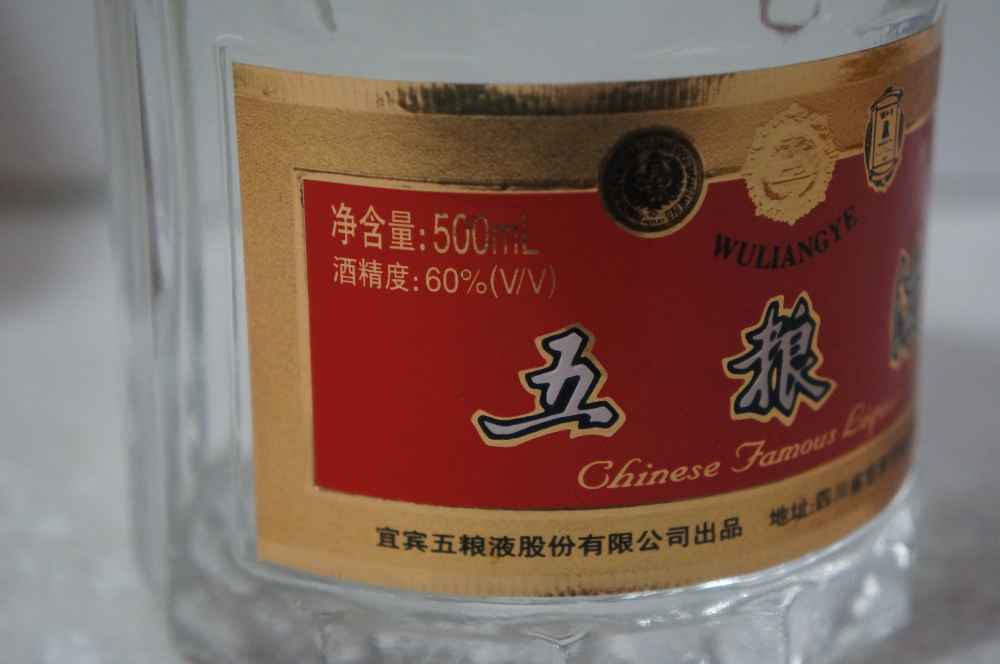 净含量:500mL
酒精度:60%(V/V)
WULIANGYE
五粮
Chinese Famous
宜宾五粮液股份有限公司出品
地址:四川省